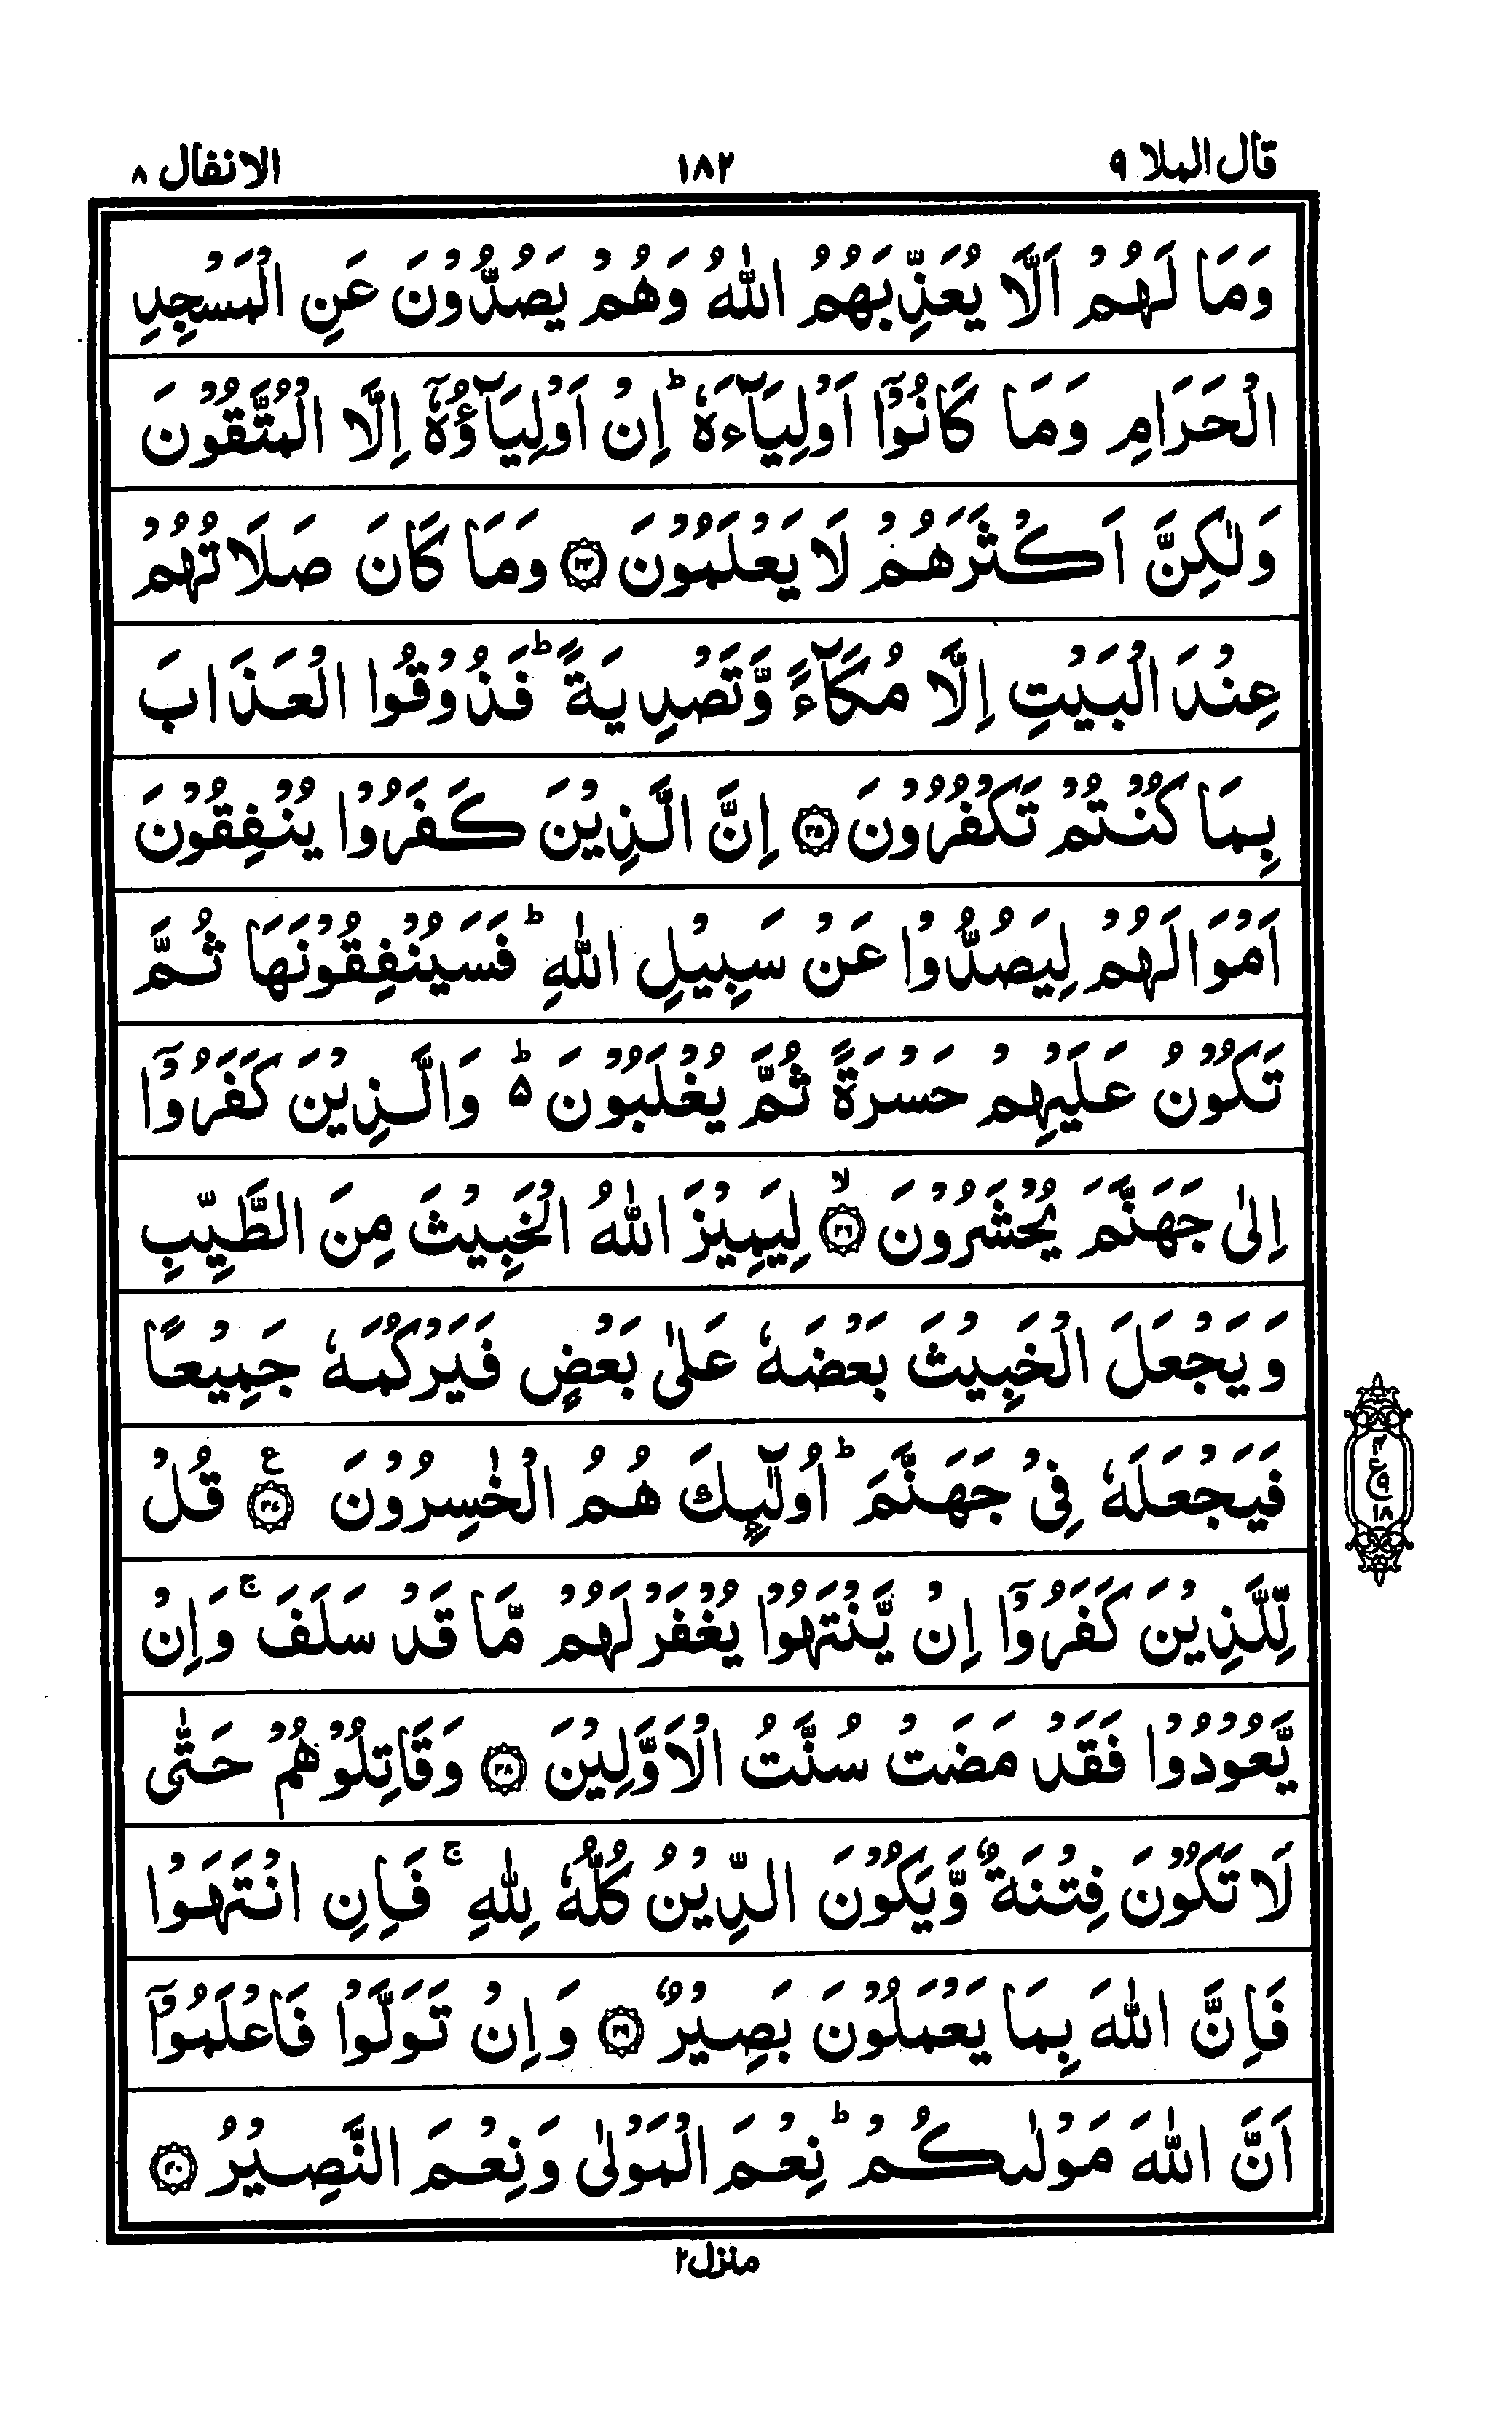 قال الملا ٩
١٨٢
الانفال ٨
وَمَا لَهُمْ اَلَّا يُعَذِّبَهُمُ اللّٰهُ وَهُمْ يَصُدُّوْنَ عَنِ الْمَسْجِدِ
الْحَرَامِ وَمَا كَانُوْۤا اَوْلِيَآءَهٗ ؕ اِنْ اَوْلِيَآؤُهٗۤ اِلَّا الْمُتَّقُوْنَ
وَلٰكِنَّ اَكْثَرَهُمْ لَا يَعْلَمُوْنَ ۝٣٤ وَمَا كَانَ صَلَاتُهُمْ
عِنْدَ الْبَيْتِ اِلَّا مُكَآءً وَّتَصْدِيَةً ؕ فَذُوْقُوا الْعَذَابَ
بِمَا كُنْتُمْ تَكْفُرُوْنَ ۝٣٥ اِنَّ الَّذِيْنَ كَفَرُوْا يُنْفِقُوْنَ
اَمْوَالَهُمْ لِيَصُدُّوْا عَنْ سَبِيْلِ اللّٰهِ ؕ فَسَيُنْفِقُوْنَهَا ثُمَّ
تَكُوْنُ عَلَيْهِمْ حَسْرَةً ثُمَّ يُغْلَبُوْنَ ۵ؕ وَالَّذِيْنَ كَفَرُوْۤا
اِلٰى جَهَنَّمَ يُحْشَرُوْنَ ۝٣٦ۙ لِيَمِيْزَ اللّٰهُ الْخَبِيْثَ مِنَ الطَّيِّبِ
وَيَجْعَلَ الْخَبِيْثَ بَعْضَهٗ عَلٰى بَعْضٍ فَيَرْكُمَهٗ جَمِيْعًا
فَيَجْعَلَهٗ فِيْ جَهَنَّمَ ؕ اُولٰٓئِكَ هُمُ الْخٰسِرُوْنَ ۝٣٧ ع قُلْ
لِّلَّذِيْنَ كَفَرُوْۤا اِنْ يَّنْتَهُوْا يُغْفَرْ لَهُمْ مَّا قَدْ سَلَفَ ۚ وَاِنْ
يَّعُوْدُوْا فَقَدْ مَضَتْ سُنَّتُ الْاَوَّلِيْنَ ۝٣٨ وَقَاتِلُوْهُمْ حَتّٰى
لَا تَكُوْنَ فِتْنَةٌ وَّيَكُوْنَ الدِّيْنُ كُلُّهٗ لِلّٰهِ ۚ فَاِنِ انْتَهَوْا
فَاِنَّ اللّٰهَ بِمَا يَعْمَلُوْنَ بَصِيْرٌ ۝٣٩ وَاِنْ تَوَلَّوْا فَاعْلَمُوْۤا
اَنَّ اللّٰهَ مَوْلٰىكُمْ ؕ نِعْمَ الْمَوْلٰى وَنِعْمَ النَّصِيْرُ ۝٤٠
٤
ع ٩
١٨
منزل ٢